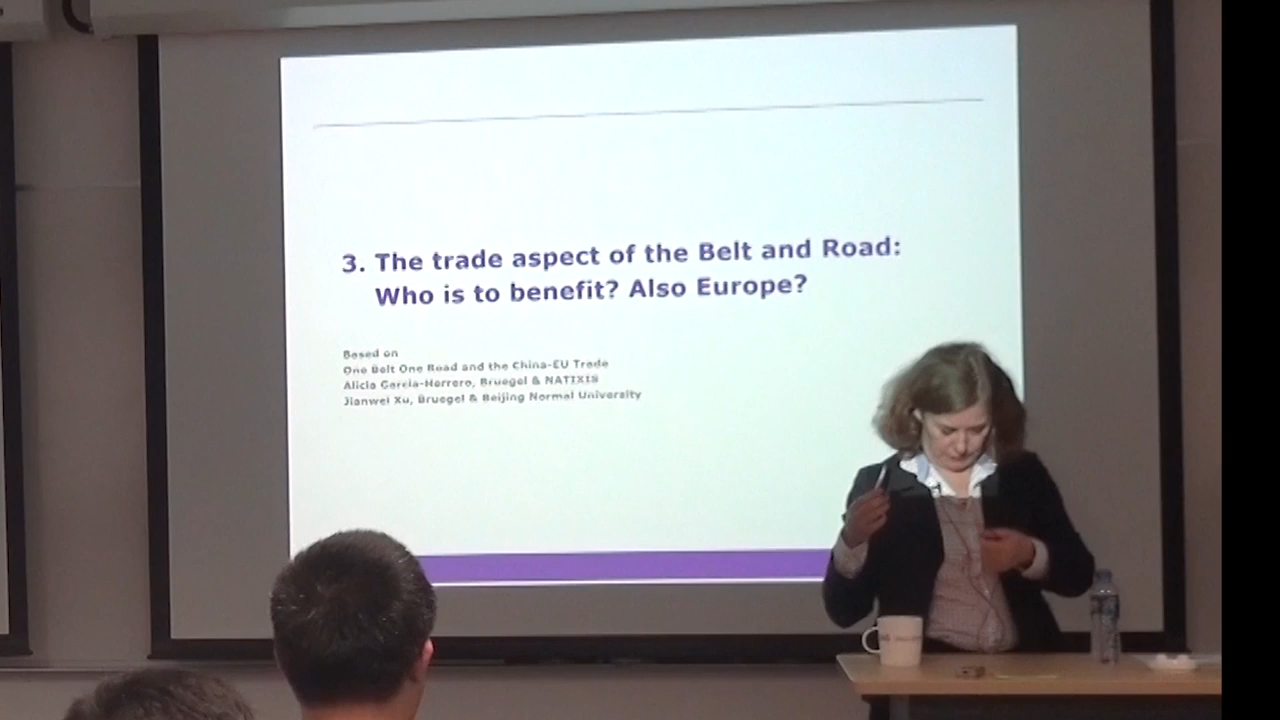 3. The trade aspect of the Belt and Road:
Who is to benefit? Also Europe?
Based on
One Belt One Road and the China-EU Trade
Alicia Garcia-Herrero, Bruegel & NATIXIS
Jianwei Xu, Bruegel & Beijing Normal University